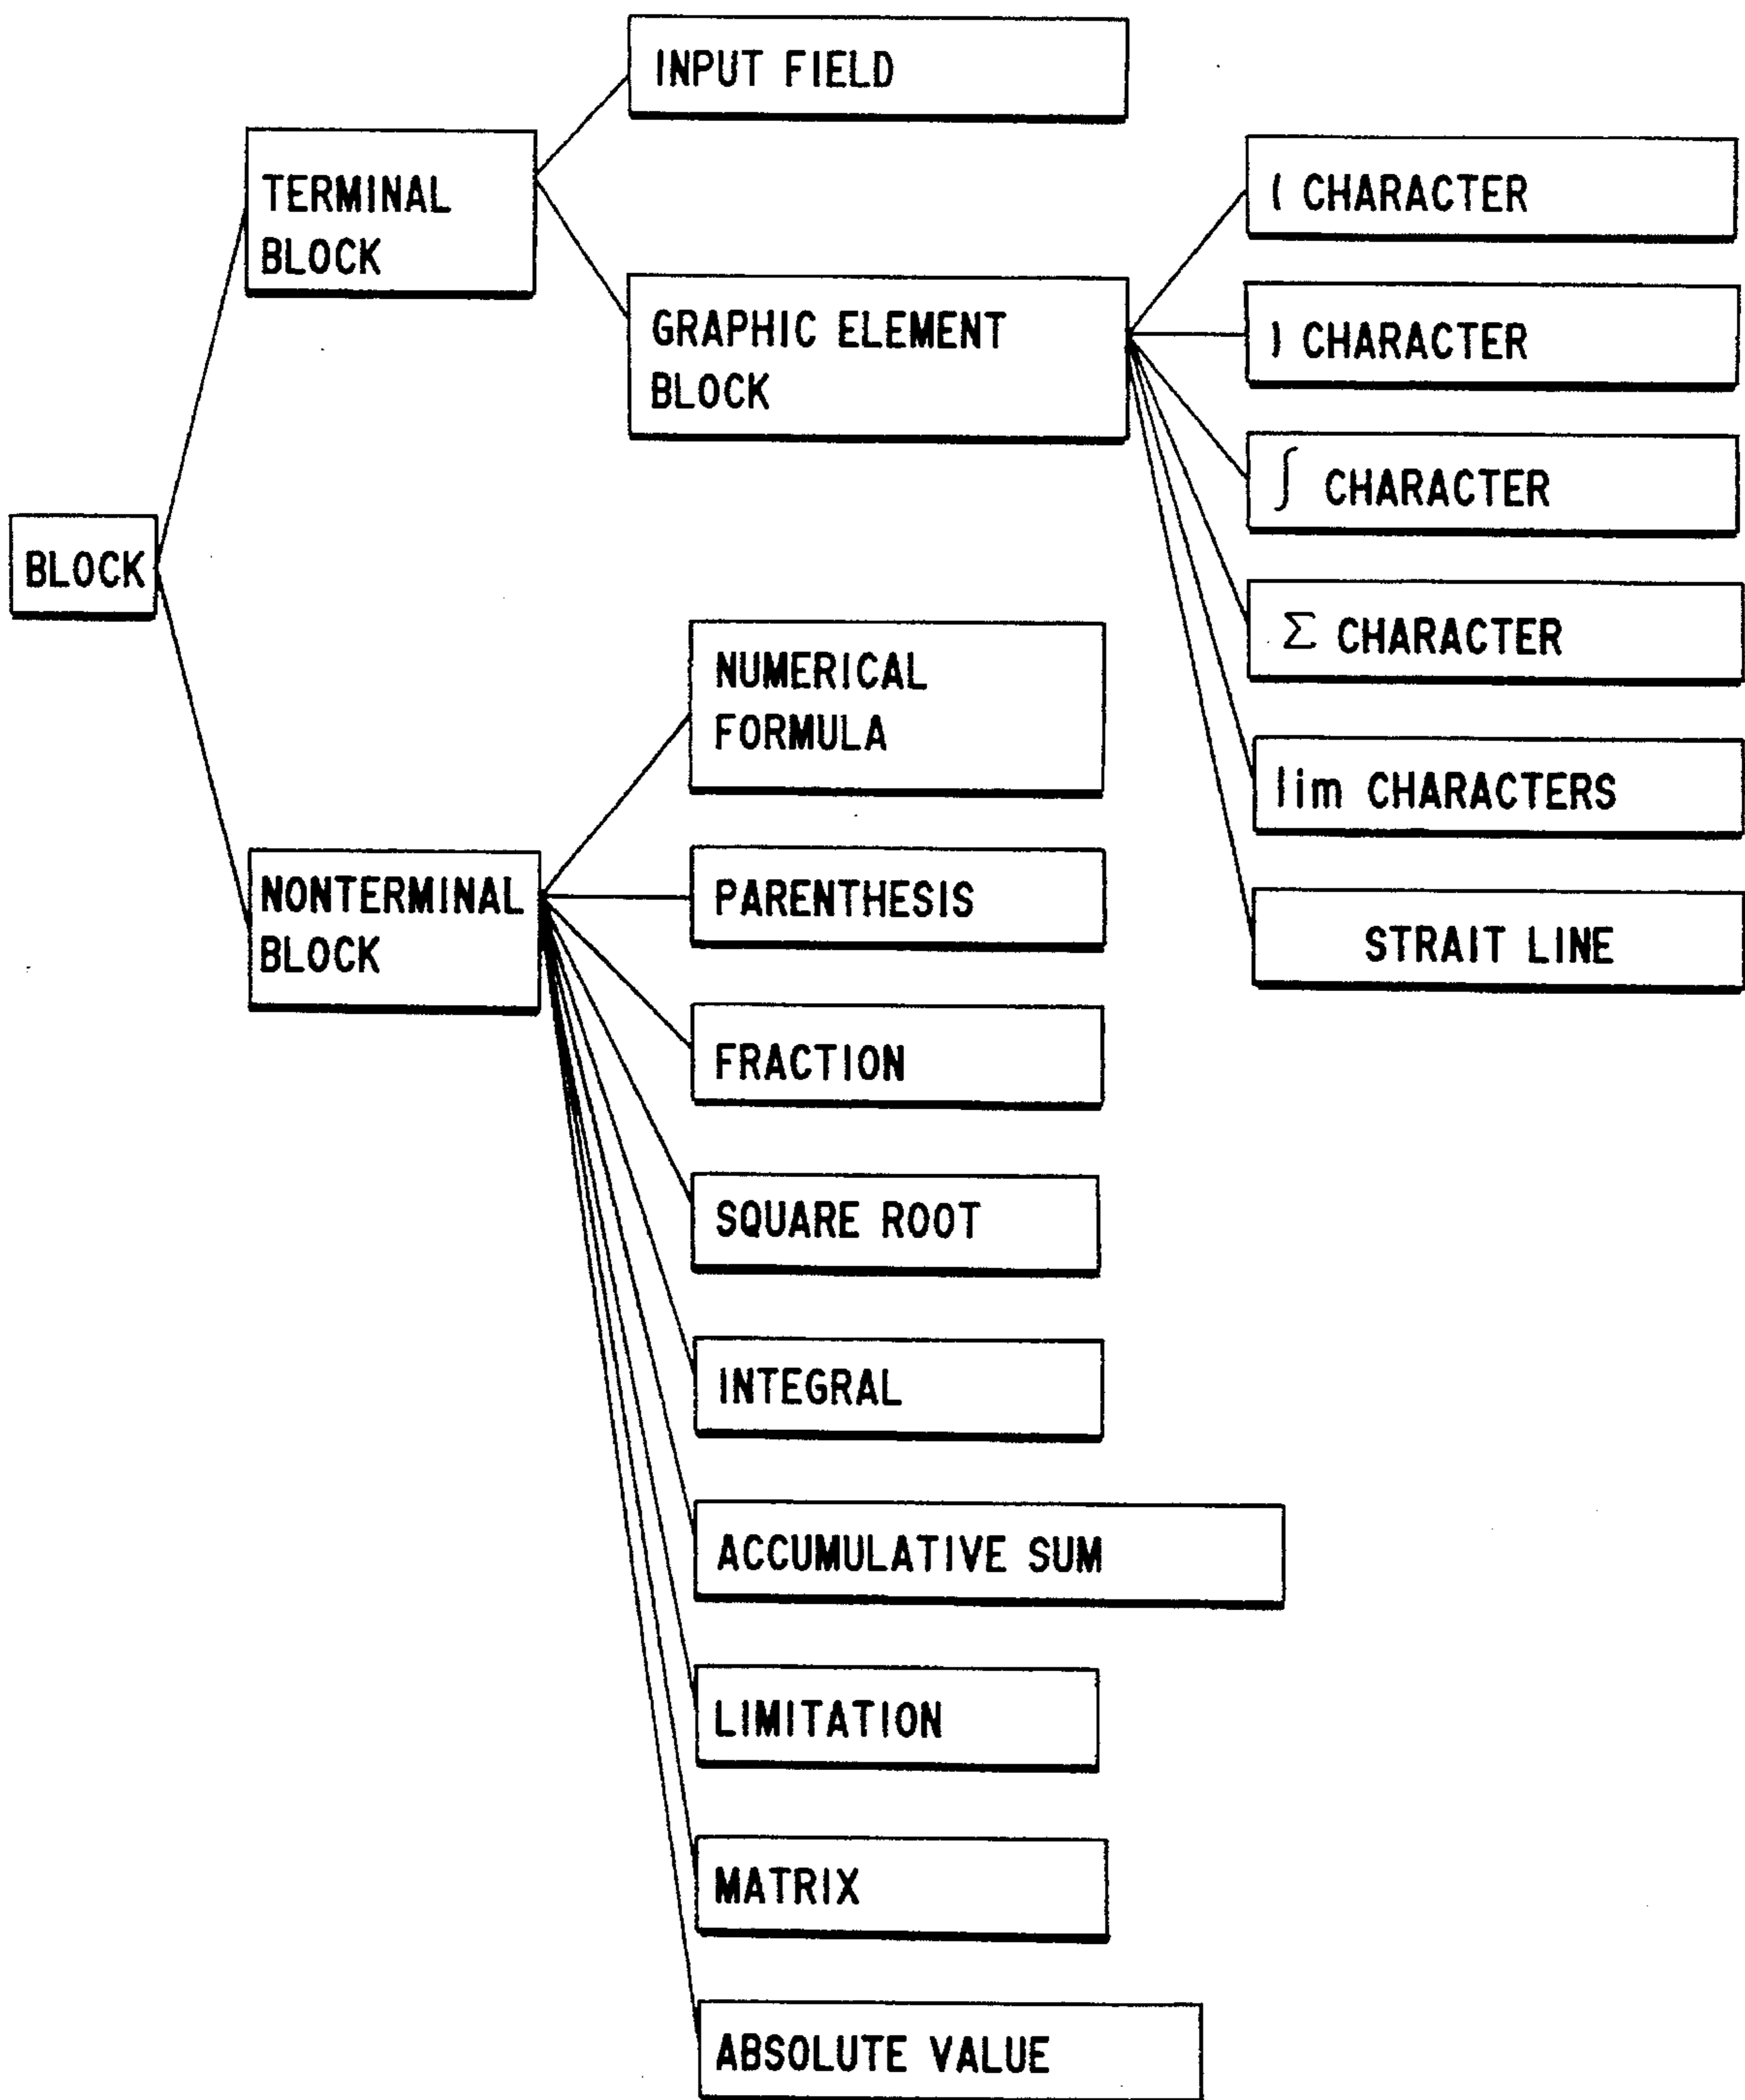 INPUT FIELD
TERMINAL
BLOCK
( CHARACTER
GRAPHIC ELEMENT
BLOCK
) CHARACTER
∫ CHARACTER
BLOCK
Σ CHARACTER
NUMERICAL
FORMULA
lim CHARACTERS
NONTERMINAL
BLOCK
PARENTHESIS
STRAIT LINE
FRACTION
SQUARE ROOT
INTEGRAL
ACCUMULATIVE SUM
LIMITATION
MATRIX
ABSOLUTE VALUE